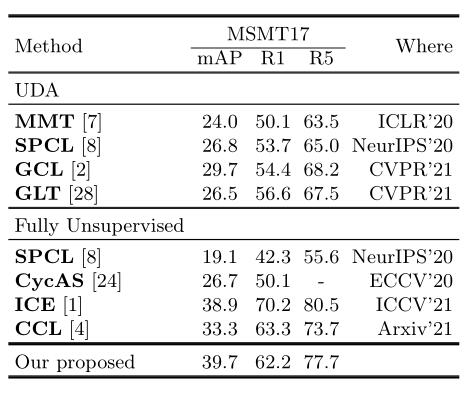 Method MSMT17 Where
mAP R1 R5
UDA
MMT [7] 24.0 50.1 63.5 ICLR'20
SPCL [8] 26.8 53.7 65.0 NeurIPS'20
GCL [2] 29.7 54.4 68.2 CVPR'21
GLT [28] 26.5 56.6 67.5 CVPR'21
Fully Unsupervised
SPCL [8] 19.1 42.3 55.6 NeurIPS'20
CycAS [24] 26.7 50.1 - ECCV'20
ICE [1] 38.9 70.2 80.5 ICCV'21
CCL [4] 33.3 63.3 73.7 Arxiv'21
Our proposed 39.7 62.2 77.7